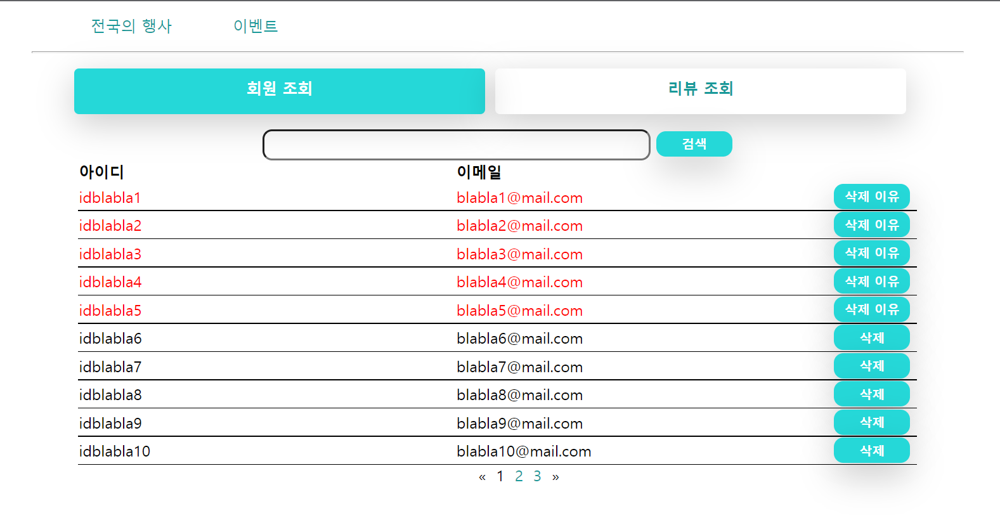 전국의 행사 이벤트
회원 조회 리뷰 조회
검색
아이디 이메일
idblabla1 blabla1@mail.com 삭제 이유
idblabla2 blabla2@mail.com 삭제 이유
idblabla3 blabla3@mail.com 삭제 이유
idblabla4 blabla4@mail.com 삭제 이유
idblabla5 blabla5@mail.com 삭제 이유
idblabla6 blabla6@mail.com 삭제
idblabla7 blabla7@mail.com 삭제
idblabla8 blabla8@mail.com 삭제
idblabla9 blabla9@mail.com 삭제
idblabla10 blabla10@mail.com 삭제
« 1 2 3 »